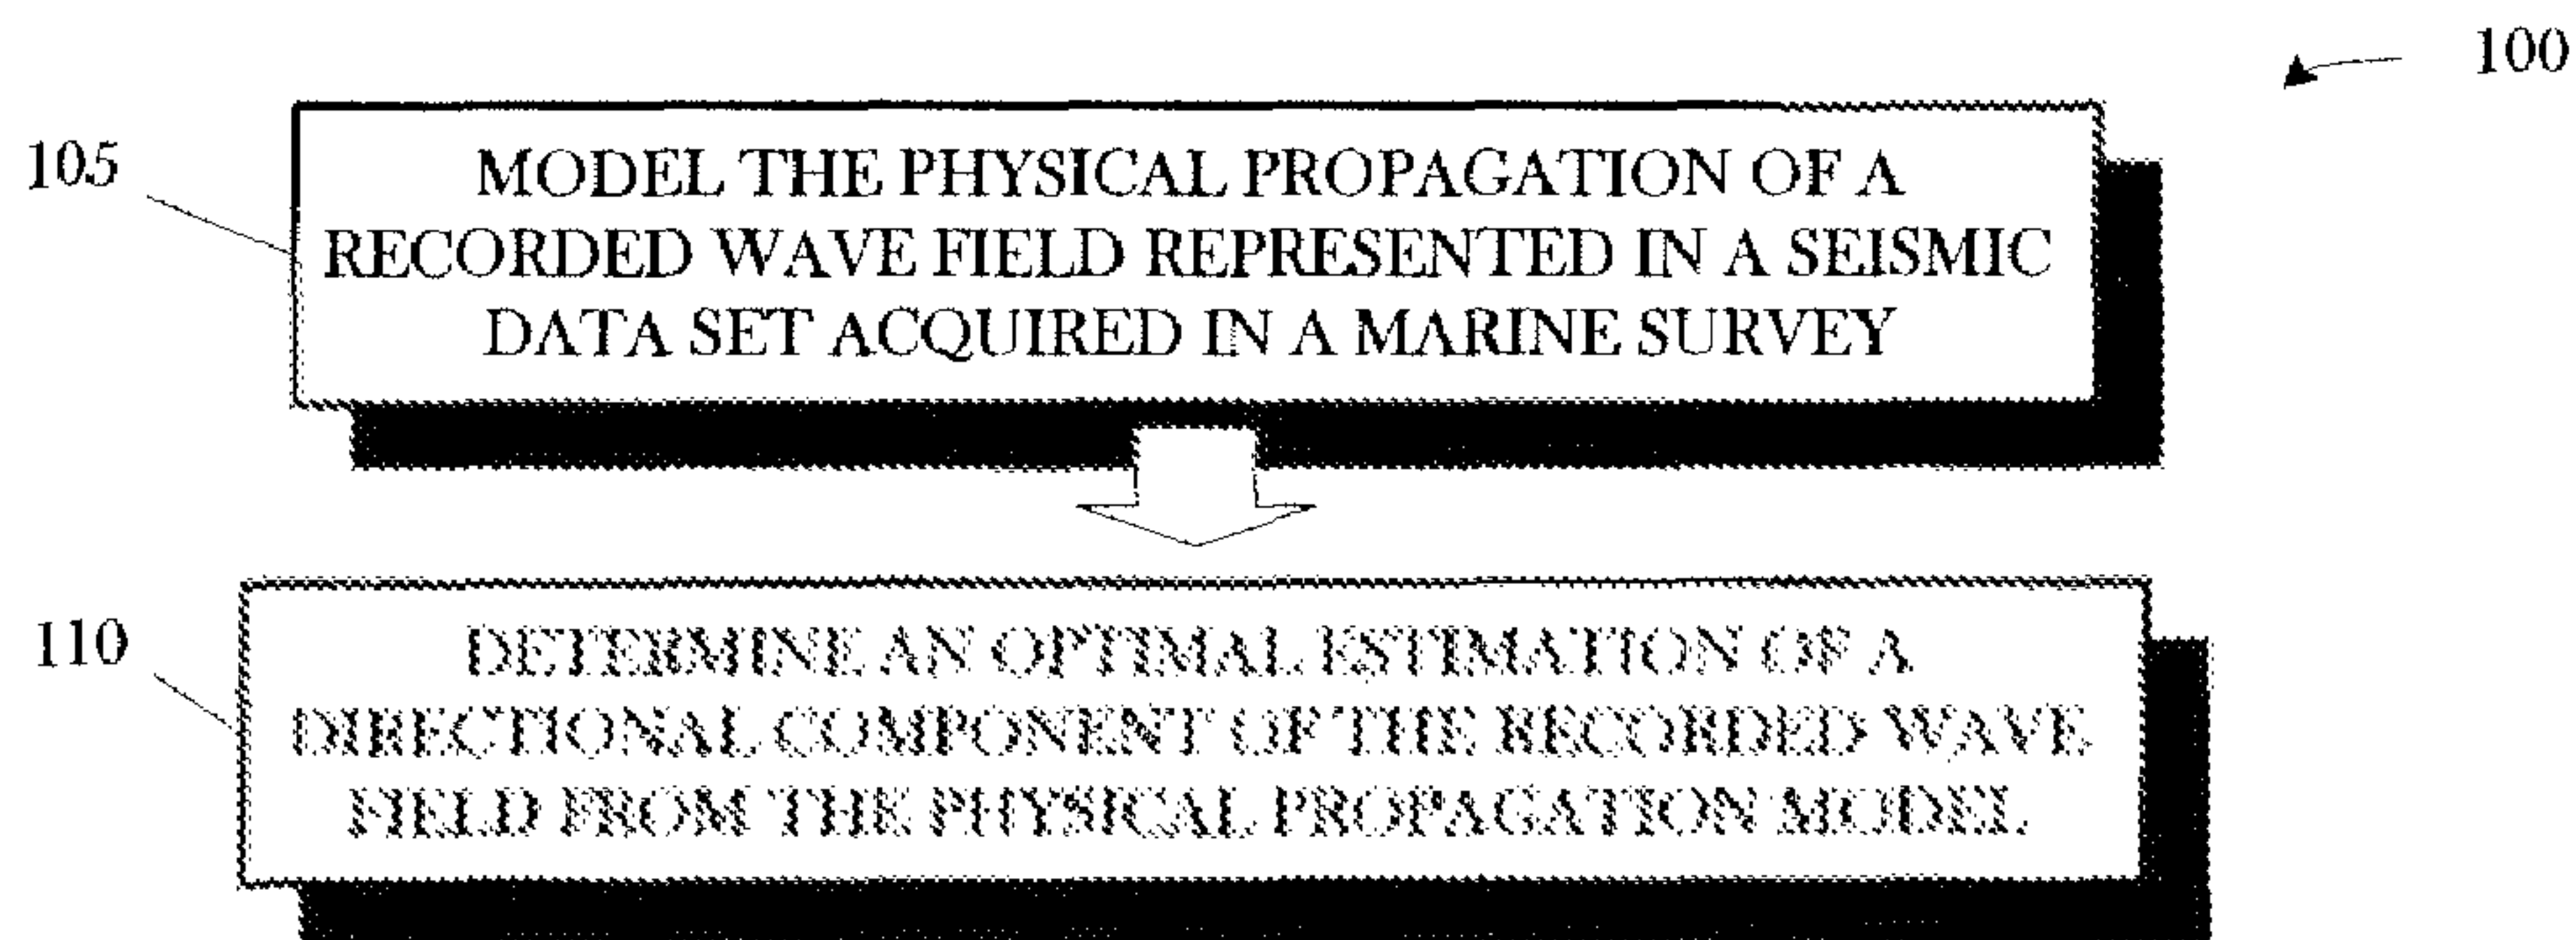 100
105
MODEL THE PHYSICAL PROPAGATION OF A
RECORDED WAVE FIELD REPRESENTED IN A SEISMIC
DATA SET ACQUIRED IN A MARINE SURVEY
110
DETERMINE AN OPTIMAL ESTIMATION OF A
DIRECTIONAL COMPONENT OF THE RECORDED WAVE
FIELD FROM THE PHYSICAL PROPAGATION MODEL